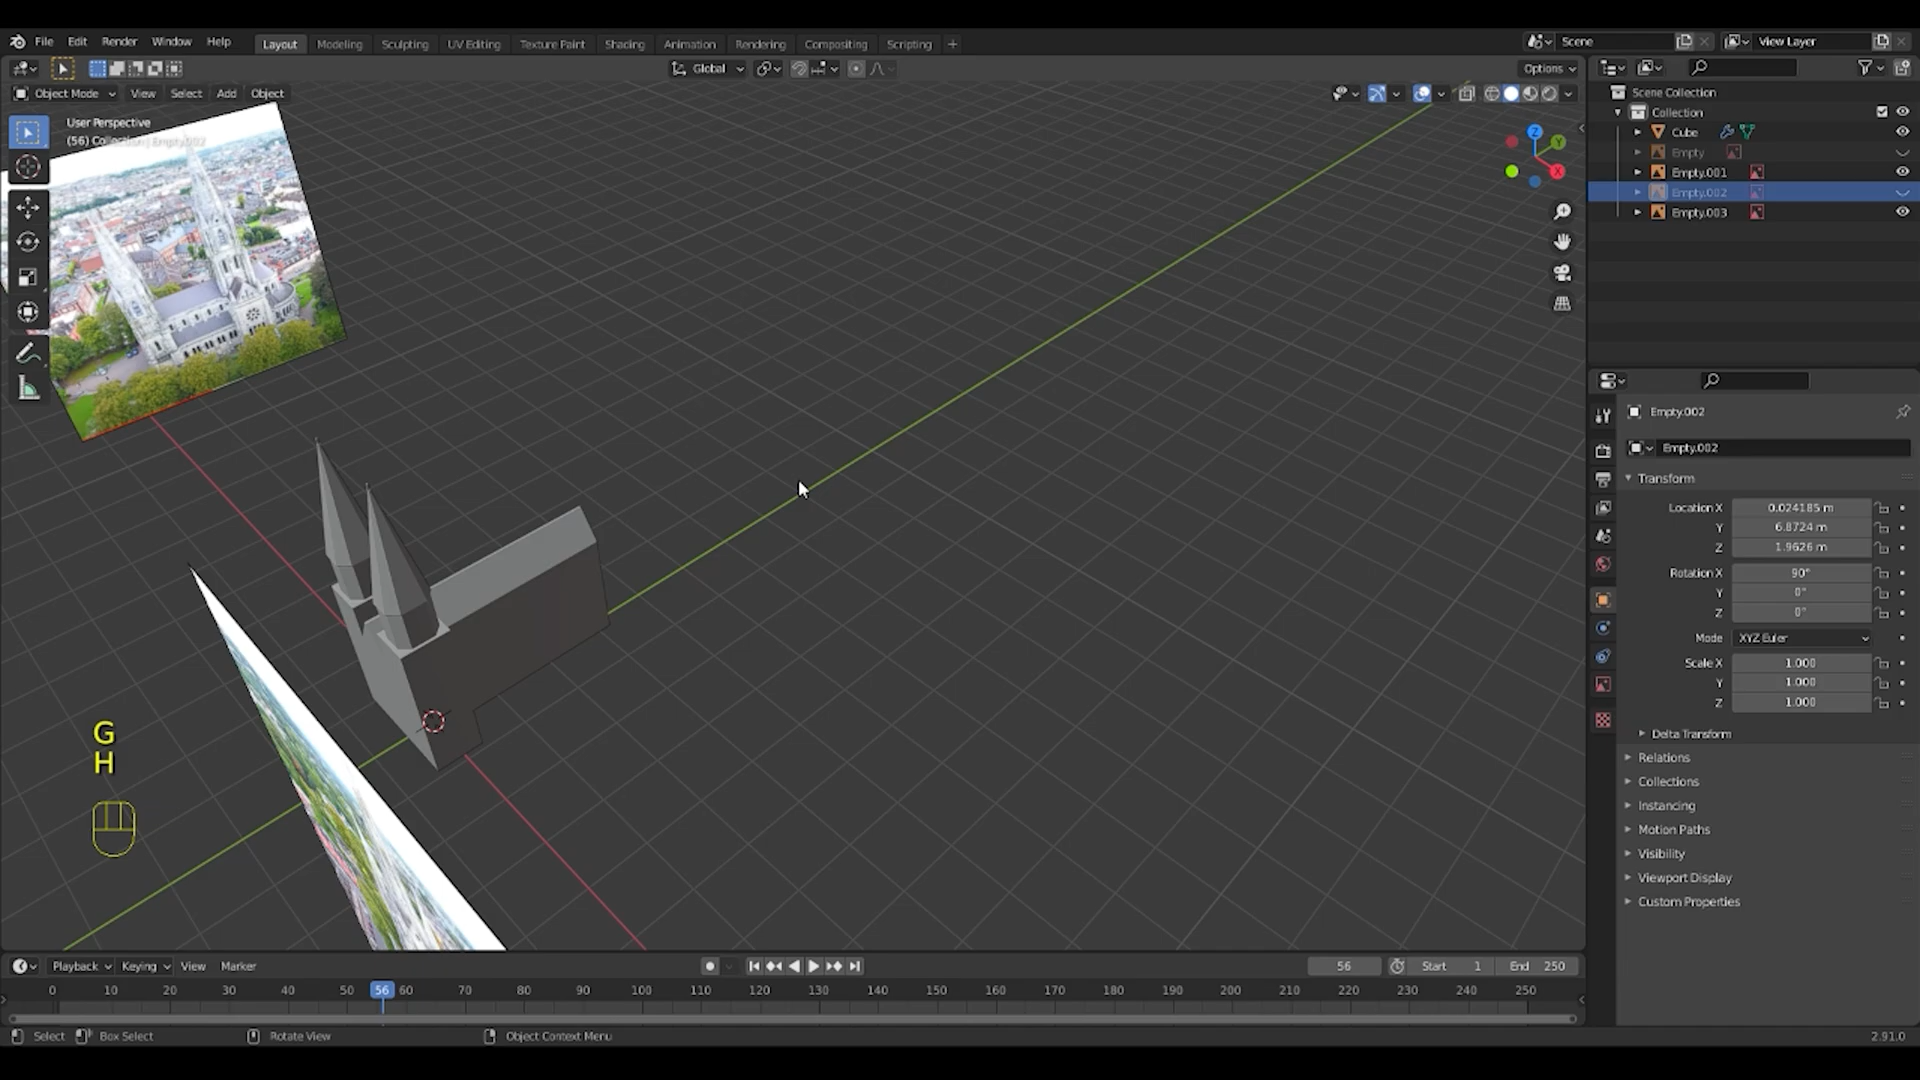 File Edit Render Window Help Layout Modeling Sculpting UV Editing Texture Paint Shading Animation Rendering Compositing Scripting + Scene View Layer
Global Options
Object Mode View Select Add Object
User Perspective
(56) Collection | Empty.002
Z
Y
X
G
H
Scene Collection
Collection
Cube
Empty
Empty.001
Empty.002
Empty.003
Empty.002
Empty.002
Transform
Location X 0.024185 m
Y 6.8724 m
Z 1.9626 m
Rotation X 90°
Y 0°
Z 0°
Mode XYZ Euler
Scale X 1.000
Y 1.000
Z 1.000
Delta Transform
Relations
Collections
Instancing
Motion Paths
Visibility
Viewport Display
Custom Properties
Playback Keying View Marker 56 Start 1 End 250
0 10 20 30 40 50 56 60 70 80 90 100 110 120 130 140 150 160 170 180 190 200 210 220 230 240 250
Select Box Select Rotate View Object Context Menu 2.91.0